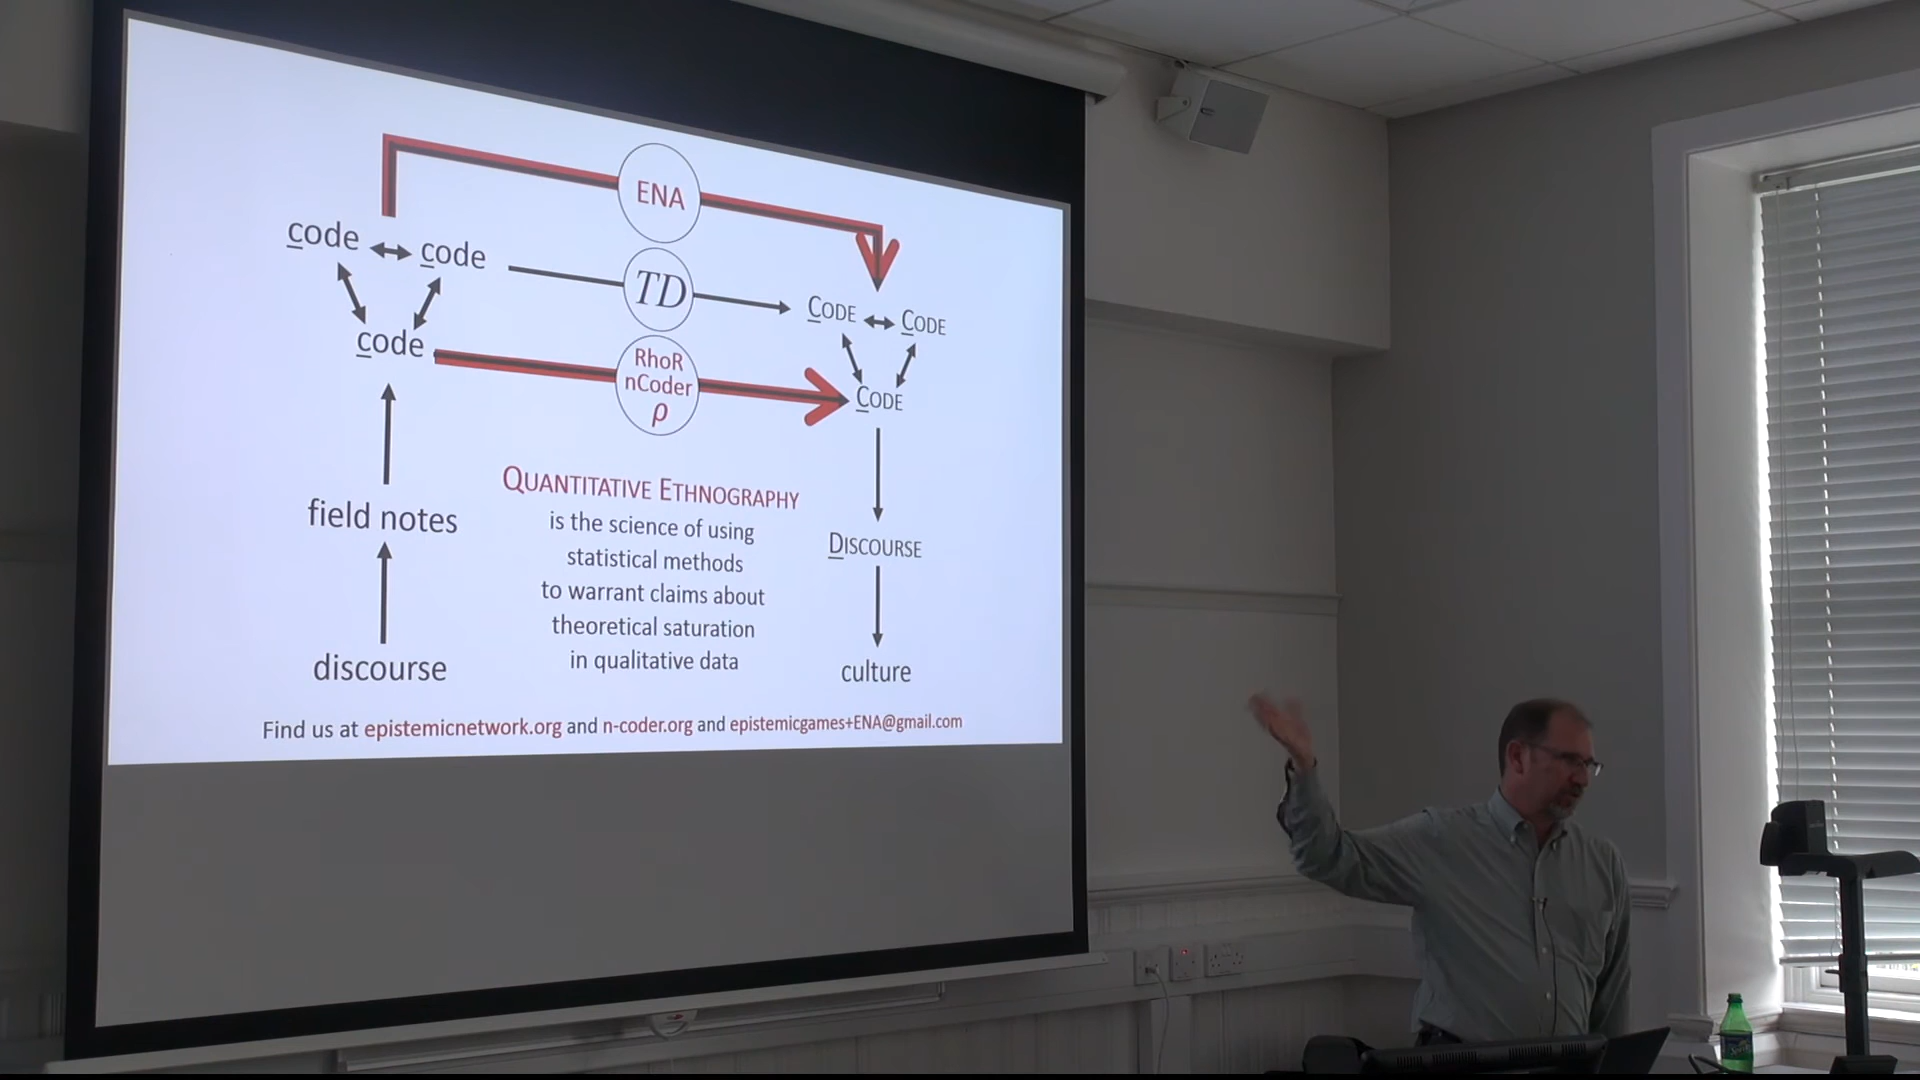 ENA
code code
TD
CODE CODE
code
RhoR
nCoder
ρ
CODE
QUANTITATIVE ETHNOGRAPHY
is the science of using
statistical methods
to warrant claims about
theoretical saturation
in qualitative data
field notes
DISCOURSE
discourse
culture
Find us at epistemicnetwork.org and n-coder.org and epistemicgames+ENA@gmail.com
Sprite